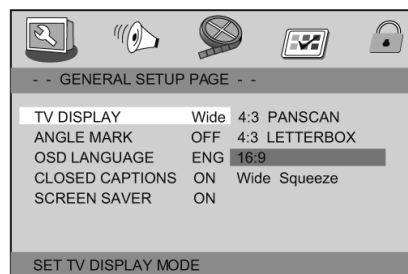 - - GENERAL SETUP PAGE - -
TV DISPLAY Wide 4:3 PANSCAN
ANGLE MARK OFF 4:3 LETTERBOX
OSD LANGUAGE ENG 16:9
CLOSED CAPTIONS ON Wide Squeeze
SCREEN SAVER ON
SET TV DISPLAY MODE